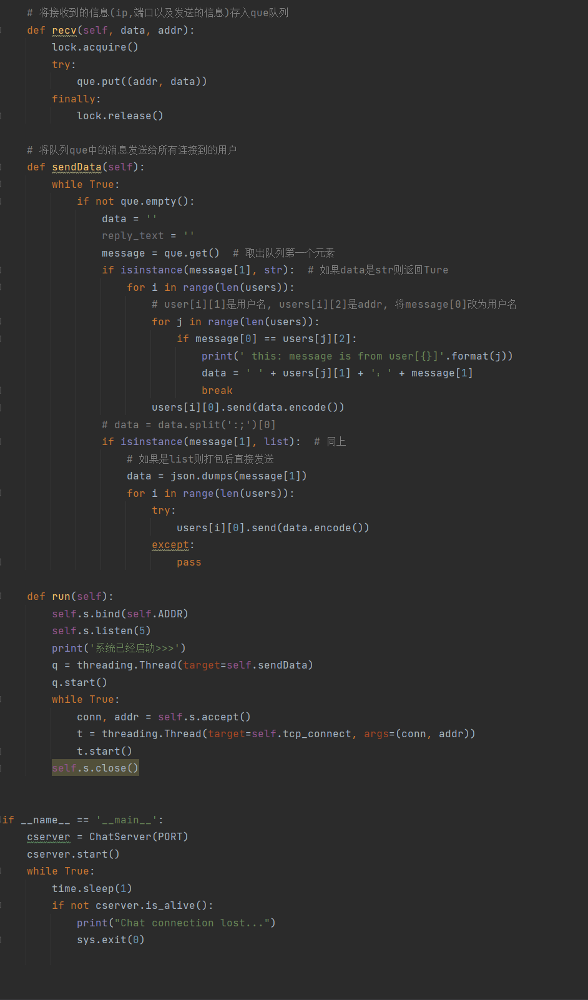 # 将接收到的信息(ip,端口以及发送的信息)存入que队列
def recv(self, data, addr):
lock.acquire()
try:
que.put((addr, data))
finally:
lock.release()
# 将队列que中的消息发送给所有连接到的用户
def sendData(self):
while True:
if not que.empty():
data = ''
reply_text = ''
message = que.get()  # 取出队列第一个元素
if isinstance(message[1], str):  # 如果data是str则返回Ture
for i in range(len(users)):
# user[i][1]是用户名, users[i][2]是addr, 将message[0]改为用户名
for j in range(len(users)):
if message[0] == users[j][2]:
print(' this: message is from user[{}]'.format(j))
data = ' ' + users[j][1] + '：' + message[1]
break
users[i][0].send(data.encode())
# data = data.split(':;')[0]
if isinstance(message[1], list):  # 同上
# 如果是list则打包后直接发送
data = json.dumps(message[1])
for i in range(len(users)):
try:
users[i][0].send(data.encode())
except:
pass
def run(self):
self.s.bind(self.ADDR)
self.s.listen(5)
print('系统已经启动>>>')
q = threading.Thread(target=self.sendData)
q.start()
while True:
conn, addr = self.s.accept()
t = threading.Thread(target=self.tcp_connect, args=(conn, addr))
t.start()
self.s.close()
if __name__ == '__main__':
cserver = ChatServer(PORT)
cserver.start()
while True:
time.sleep(1)
if not cserver.is_alive():
print("Chat connection lost...")
sys.exit(0)